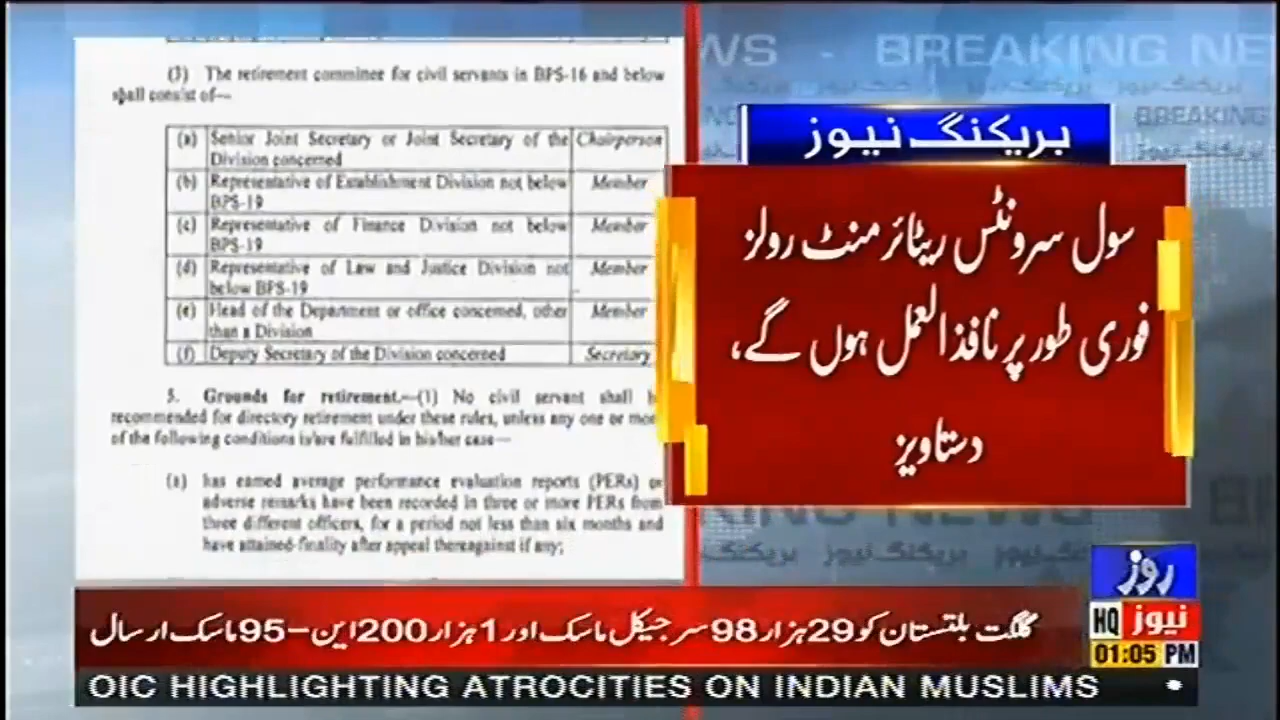 (3) The retirement committee for civil servants in BPS-16 and below
shall consist of—
(a) Senior Joint Secretary or Joint Secretary of the Division concerned Chairperson
(b) Representative of Establishment Division not below BPS-19 Member
(c) Representative of Finance Division not below BPS-19 Member
(d) Representative of Law and Justice Division not below BPS-19 Member
(e) Head of the Department or office concerned, other than a Division Member
(f) Deputy Secretary of the Division concerned Secretary
5. Grounds for retirement.—(1) No civil servant shall
recommended for directory retirement under these rules, unless any one or
of the following conditions is/are fulfilled in his/her case—
(a) has earned average performance evaluation reports (PERs)
adverse remarks have been recorded in three or more PERs from
three different officers, for a period not less than six months and
have attained finality after appeal thereagainst if any;
WS - BREAKING NE
بریکنگ نیوز
BREAKING
بریکنگ نیوز
سول سرونٹس ریٹائرمنٹ رولز
فوری طور پر نافذالعمل ہوں گے،
دستاویز
KING NEWS
بریکنگ نیوز
روز
نیوز HQ
01:05 PM
گلگت بلتستان کو 29 ہزار 98 سرجیکل ماسک اور 1 ہزار 200 این-95 ماسک ارسال
OIC HIGHLIGHTING ATROCITIES ON INDIAN MUSLIMS